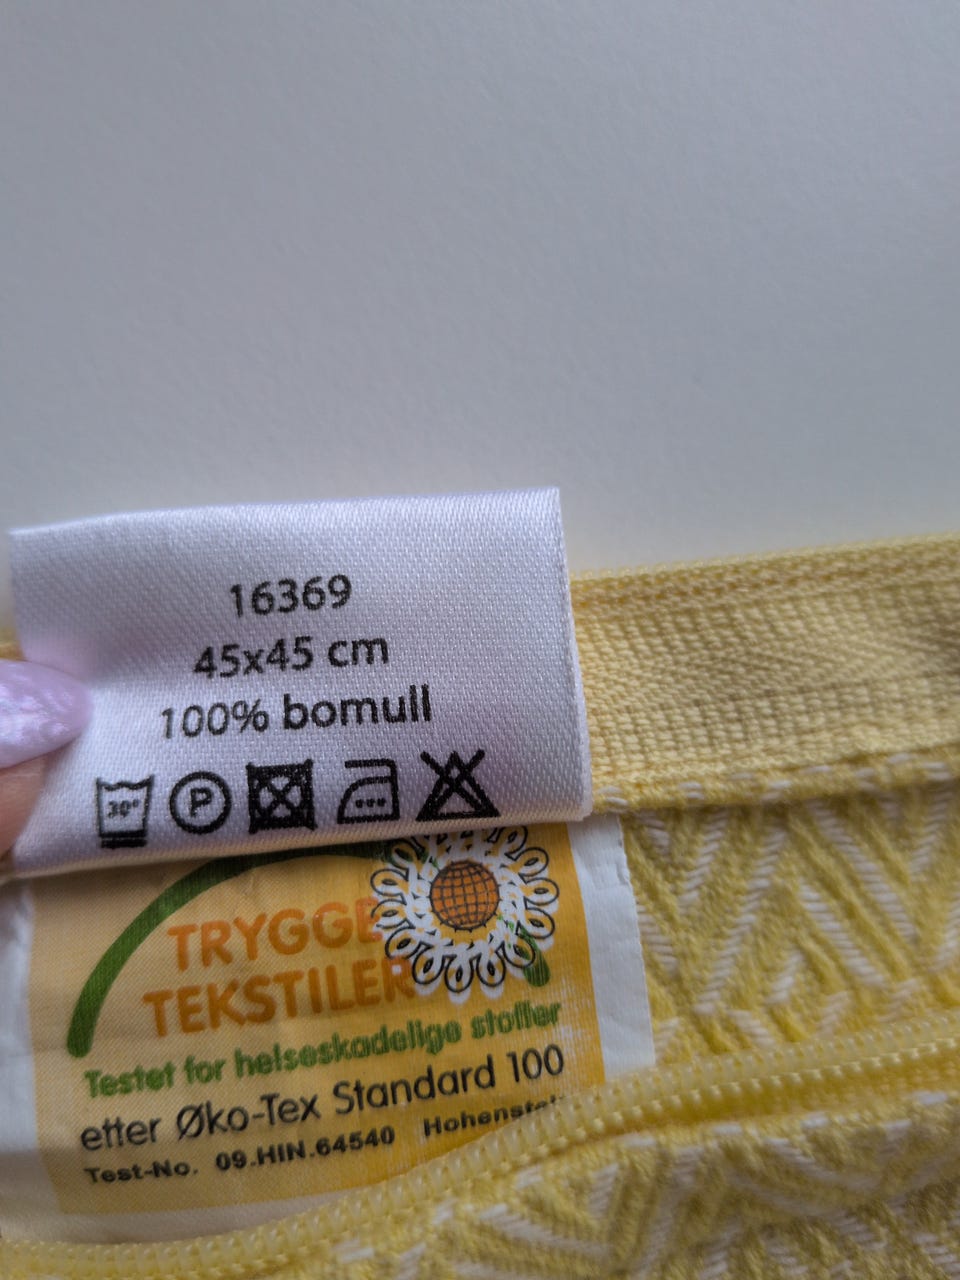 16369
45x45 cm
100% bomull
30°
P
TRYGGE
TEKSTILER
Testet for helseskadelige stoffer
etter Øko-Tex Standard 100
Test-No. 09.HIN.64540